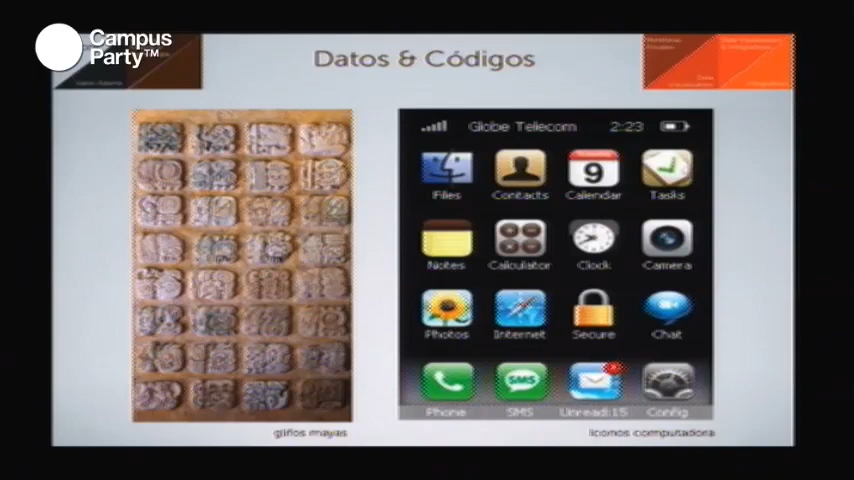 Campus
Party™
Datos & Códigos
Globe Telecom 2:23
9
Files Contacts Calendar Tasks
Notes Calculator Clock Camera
Photos Internet Secure Chat
SMS
Phone SMS Unread:15 Config
glifos mayas
Iconos computadora